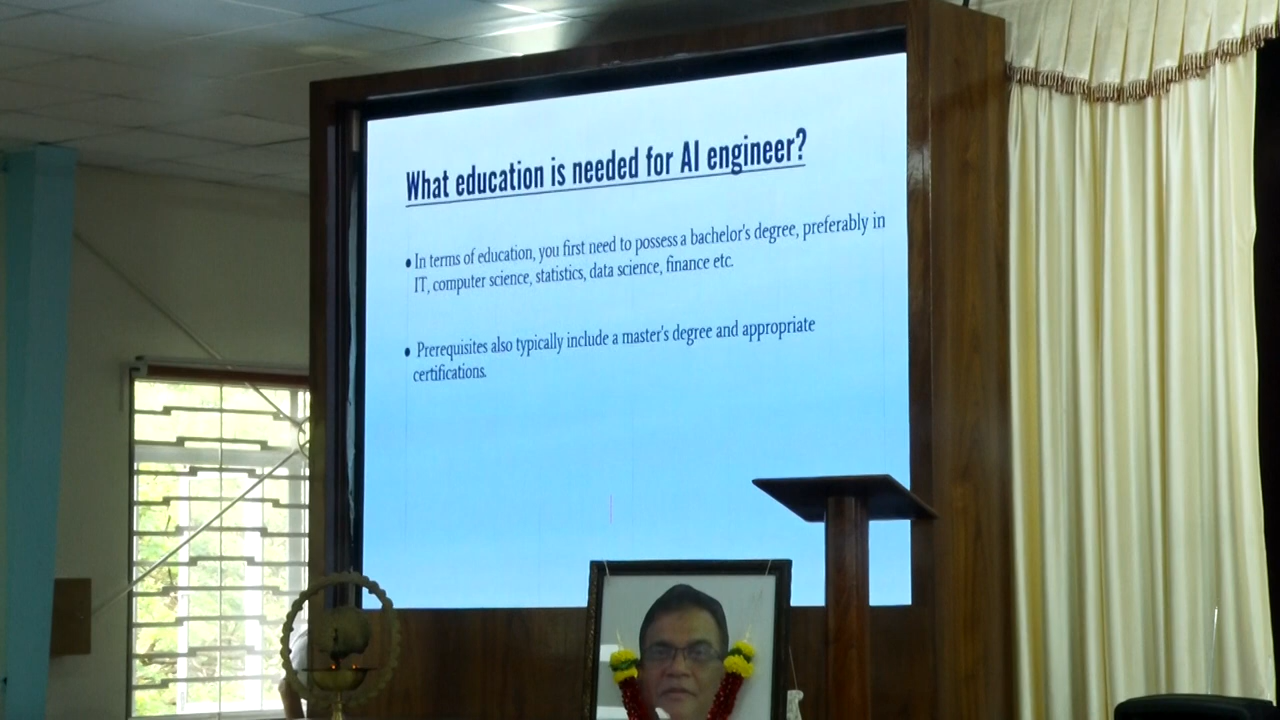 What education is needed for AI engineer?
• In terms of education, you first need to possess a bachelor's degree, preferably in
IT, computer science, statistics, data science, finance etc.
• Prerequisites also typically include a master's degree and appropriate
certifications.